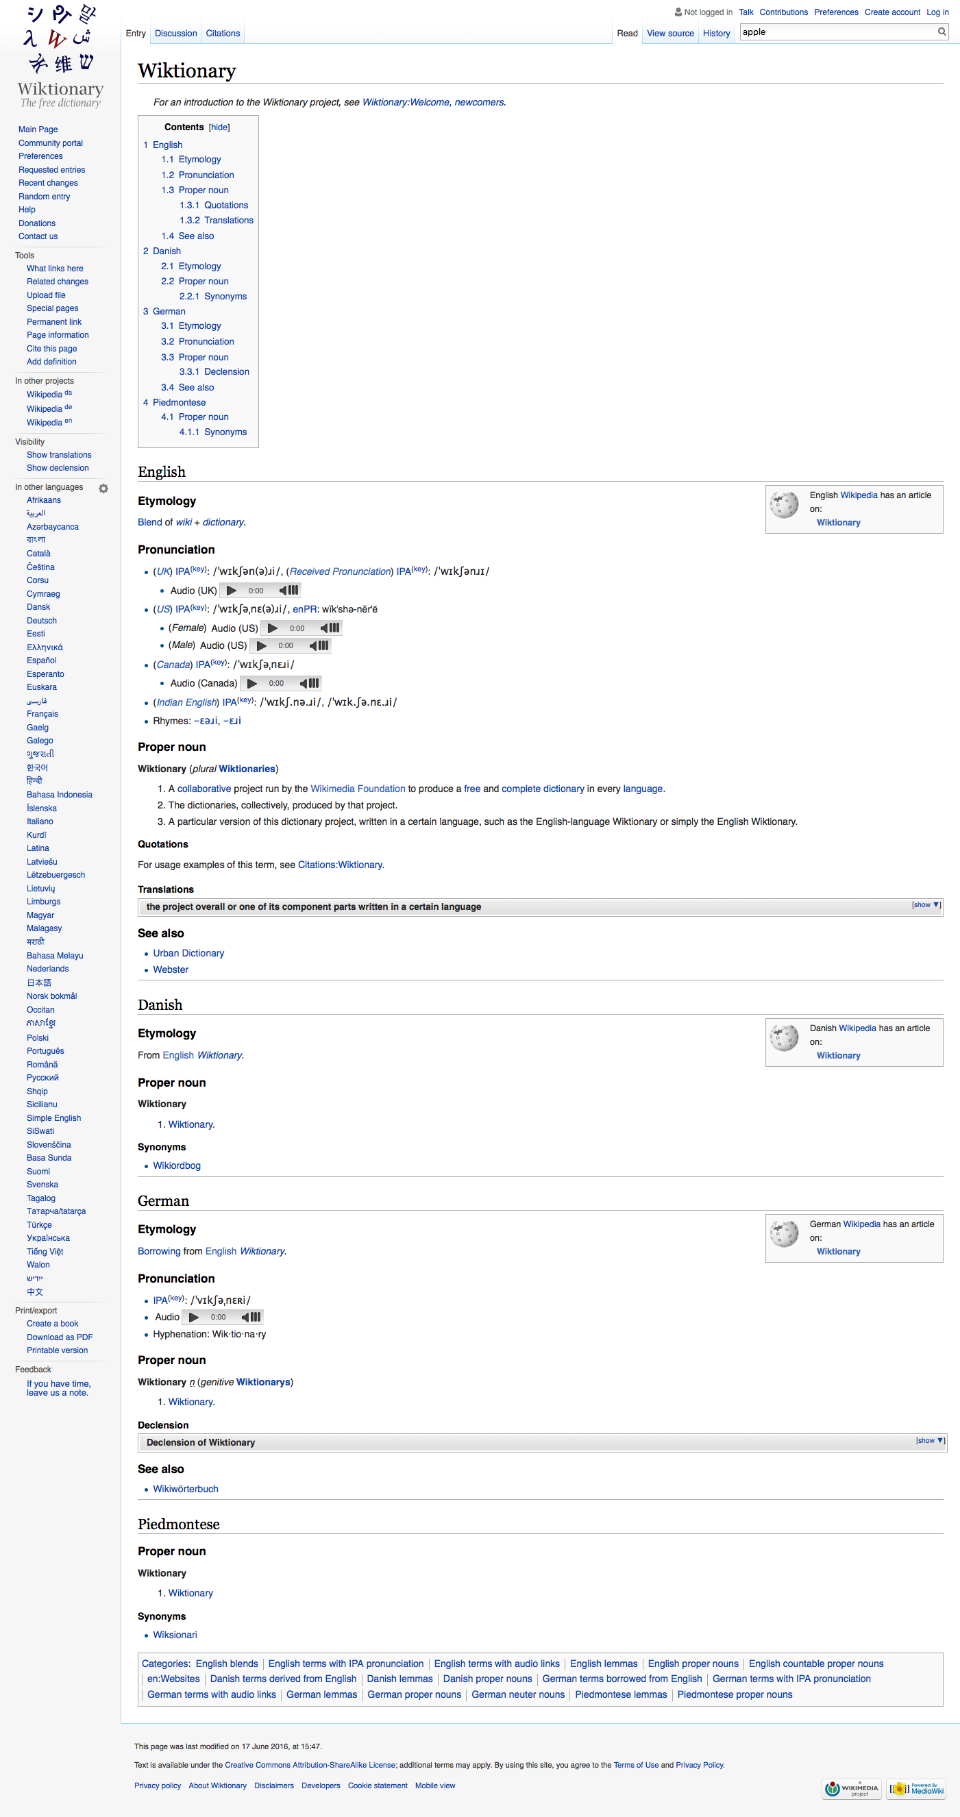 Not logged in Talk Contributions Preferences Create account Log in
Entry Discussion Citations Read View source History apple
Wiktionary
The free dictionary
Main Page
Community portal
Preferences
Requested entries
Recent changes
Random entry
Help
Donations
Contact us
Tools
What links here
Related changes
Upload file
Special pages
Permanent link
Page information
Cite this page
Add definition
In other projects
Wikipedia da
Wikipedia de
Wikipedia en
Visibility
Show translations
Show declension
In other languages
Afrikaans
العربية
Azərbaycanca
বাংলা
Català
Čeština
Corsu
Cymraeg
Dansk
Deutsch
Eesti
Ελληνικά
Español
Esperanto
Euskara
فارسی
Français
Gaelg
Galego
ગુજરાતી
한국어
हिन्दी
Bahasa Indonesia
Íslenska
Italiano
Kurdî
Latina
Latviešu
Lëtzebuergesch
Lietuvių
Limburgs
Magyar
Malagasy
मराठी
Bahasa Melayu
Nederlands
日本語
Norsk bokmål
Occitan
ភាសាខ្មែរ
Polski
Português
Română
Русский
Shqip
Sicilianu
Simple English
SiSwati
Slovenščina
Basa Sunda
Suomi
Svenska
Tagalog
Татарча/tatarça
Türkçe
Українська
Tiếng Việt
Walon
ייִדיש
中文
Print/export
Create a book
Download as PDF
Printable version
Feedback
If you have time,
leave us a note.
Wiktionary
For an introduction to the Wiktionary project, see Wiktionary:Welcome, newcomers.
Contents [hide]
1 English
1.1 Etymology
1.2 Pronunciation
1.3 Proper noun
1.3.1 Quotations
1.3.2 Translations
1.4 See also
2 Danish
2.1 Etymology
2.2 Proper noun
2.2.1 Synonyms
3 German
3.1 Etymology
3.2 Pronunciation
3.3 Proper noun
3.3.1 Declension
3.4 See also
4 Piedmontese
4.1 Proper noun
4.1.1 Synonyms
English
English Wikipedia has an article
on:
Wiktionary
Etymology
Blend of wiki + dictionary.
Pronunciation
• (UK) IPA(key): /ˈwɪkʃən(ə)ɹi/, (Received Pronunciation) IPA(key): /ˈwɪkʃənɹɪ/
• Audio (UK) 0:00
• (US) IPA(key): /ˈwɪkʃəˌnɛ(ə)ɹi/, enPR: wĭkʹshə-nĕrʹē
• (Female) Audio (US) 0:00
• (Male) Audio (US) 0:00
• (Canada) IPA(key): /ˈwɪkʃəˌnɛɹi/
• Audio (Canada) 0:00
• (Indian English) IPA(key): /ˈwɪkʃ.nə.ɹi/, /ˈwɪk.ʃə.nɛ.ɹi/
• Rhymes: -ɛəɹi, -ɛɹi
Proper noun
Wiktionary (plural Wiktionaries)
1. A collaborative project run by the Wikimedia Foundation to produce a free and complete dictionary in every language.
2. The dictionaries, collectively, produced by that project.
3. A particular version of this dictionary project, written in a certain language, such as the English-language Wiktionary or simply the English Wiktionary.
Quotations
For usage examples of this term, see Citations:Wiktionary.
Translations
the project overall or one of its component parts written in a certain language [show ▼]
See also
• Urban Dictionary
• Webster
Danish
Danish Wikipedia has an article
on:
Wiktionary
Etymology
From English Wiktionary.
Proper noun
Wiktionary
1. Wiktionary.
Synonyms
• Wikiordbog
German
German Wikipedia has an article
on:
Wiktionary
Etymology
Borrowing from English Wiktionary.
Pronunciation
• IPA(key): /ˈvɪkʃəˌnɛʀi/
• Audio 0:00
• Hyphenation: Wik·tio·na·ry
Proper noun
Wiktionary n (genitive Wiktionarys)
1. Wiktionary.
Declension
Declension of Wiktionary [show ▼]
See also
• Wikiwörterbuch
Piedmontese
Proper noun
Wiktionary
1. Wiktionary
Synonyms
• Wiksionari
Categories: English blends | English terms with IPA pronunciation | English terms with audio links | English lemmas | English proper nouns | English countable proper nouns
| en:Websites | Danish terms derived from English | Danish lemmas | Danish proper nouns | German terms borrowed from English | German terms with IPA pronunciation
| German terms with audio links | German lemmas | German proper nouns | German neuter nouns | Piedmontese lemmas | Piedmontese proper nouns
This page was last modified on 17 June 2016, at 15:47.
Text is available under the Creative Commons Attribution-ShareAlike License; additional terms may apply. By using this site, you agree to the Terms of Use and Privacy Policy.
Privacy policy About Wiktionary Disclaimers Developers Cookie statement Mobile view
A WIKIMEDIA project
Powered By MediaWiki